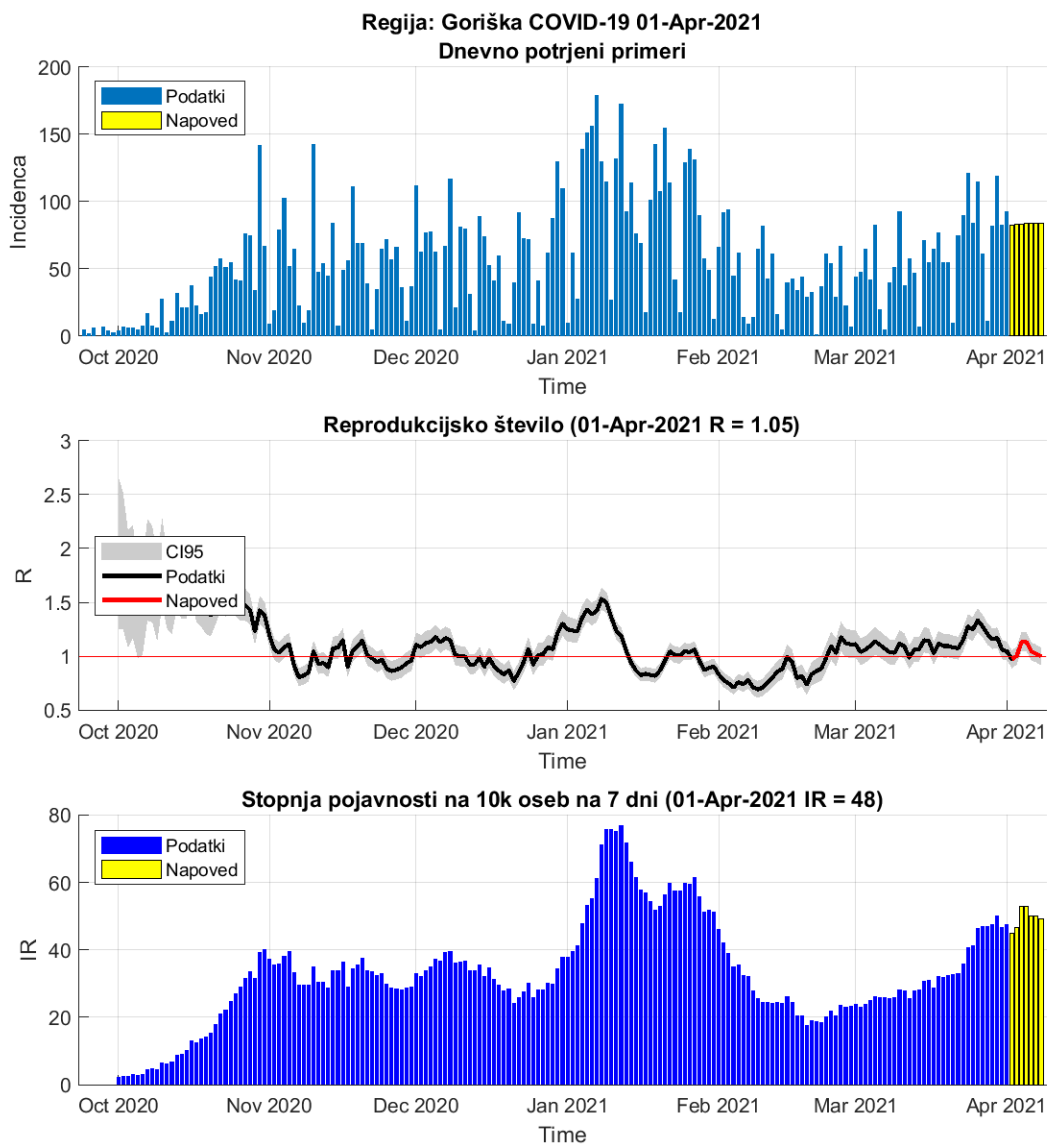 Regija: Goriška COVID-19 01-Apr-2021
Dnevno potrjeni primeri
200
150
100
50
0
Incidenca
Podatki
Napoved
Oct 2020 Nov 2020 Dec 2020 Jan 2021 Feb 2021 Mar 2021 Apr 2021
Time
Reprodukcijsko število (01-Apr-2021 R = 1.05)
3
2.5
2
1.5
1
0.5
R
CI95
Podatki
Napoved
Oct 2020 Nov 2020 Dec 2020 Jan 2021 Feb 2021 Mar 2021 Apr 2021
Time
Stopnja pojavnosti na 10k oseb na 7 dni (01-Apr-2021 IR = 48)
80
60
40
20
0
IR
Podatki
Napoved
Oct 2020 Nov 2020 Dec 2020 Jan 2021 Feb 2021 Mar 2021 Apr 2021
Time